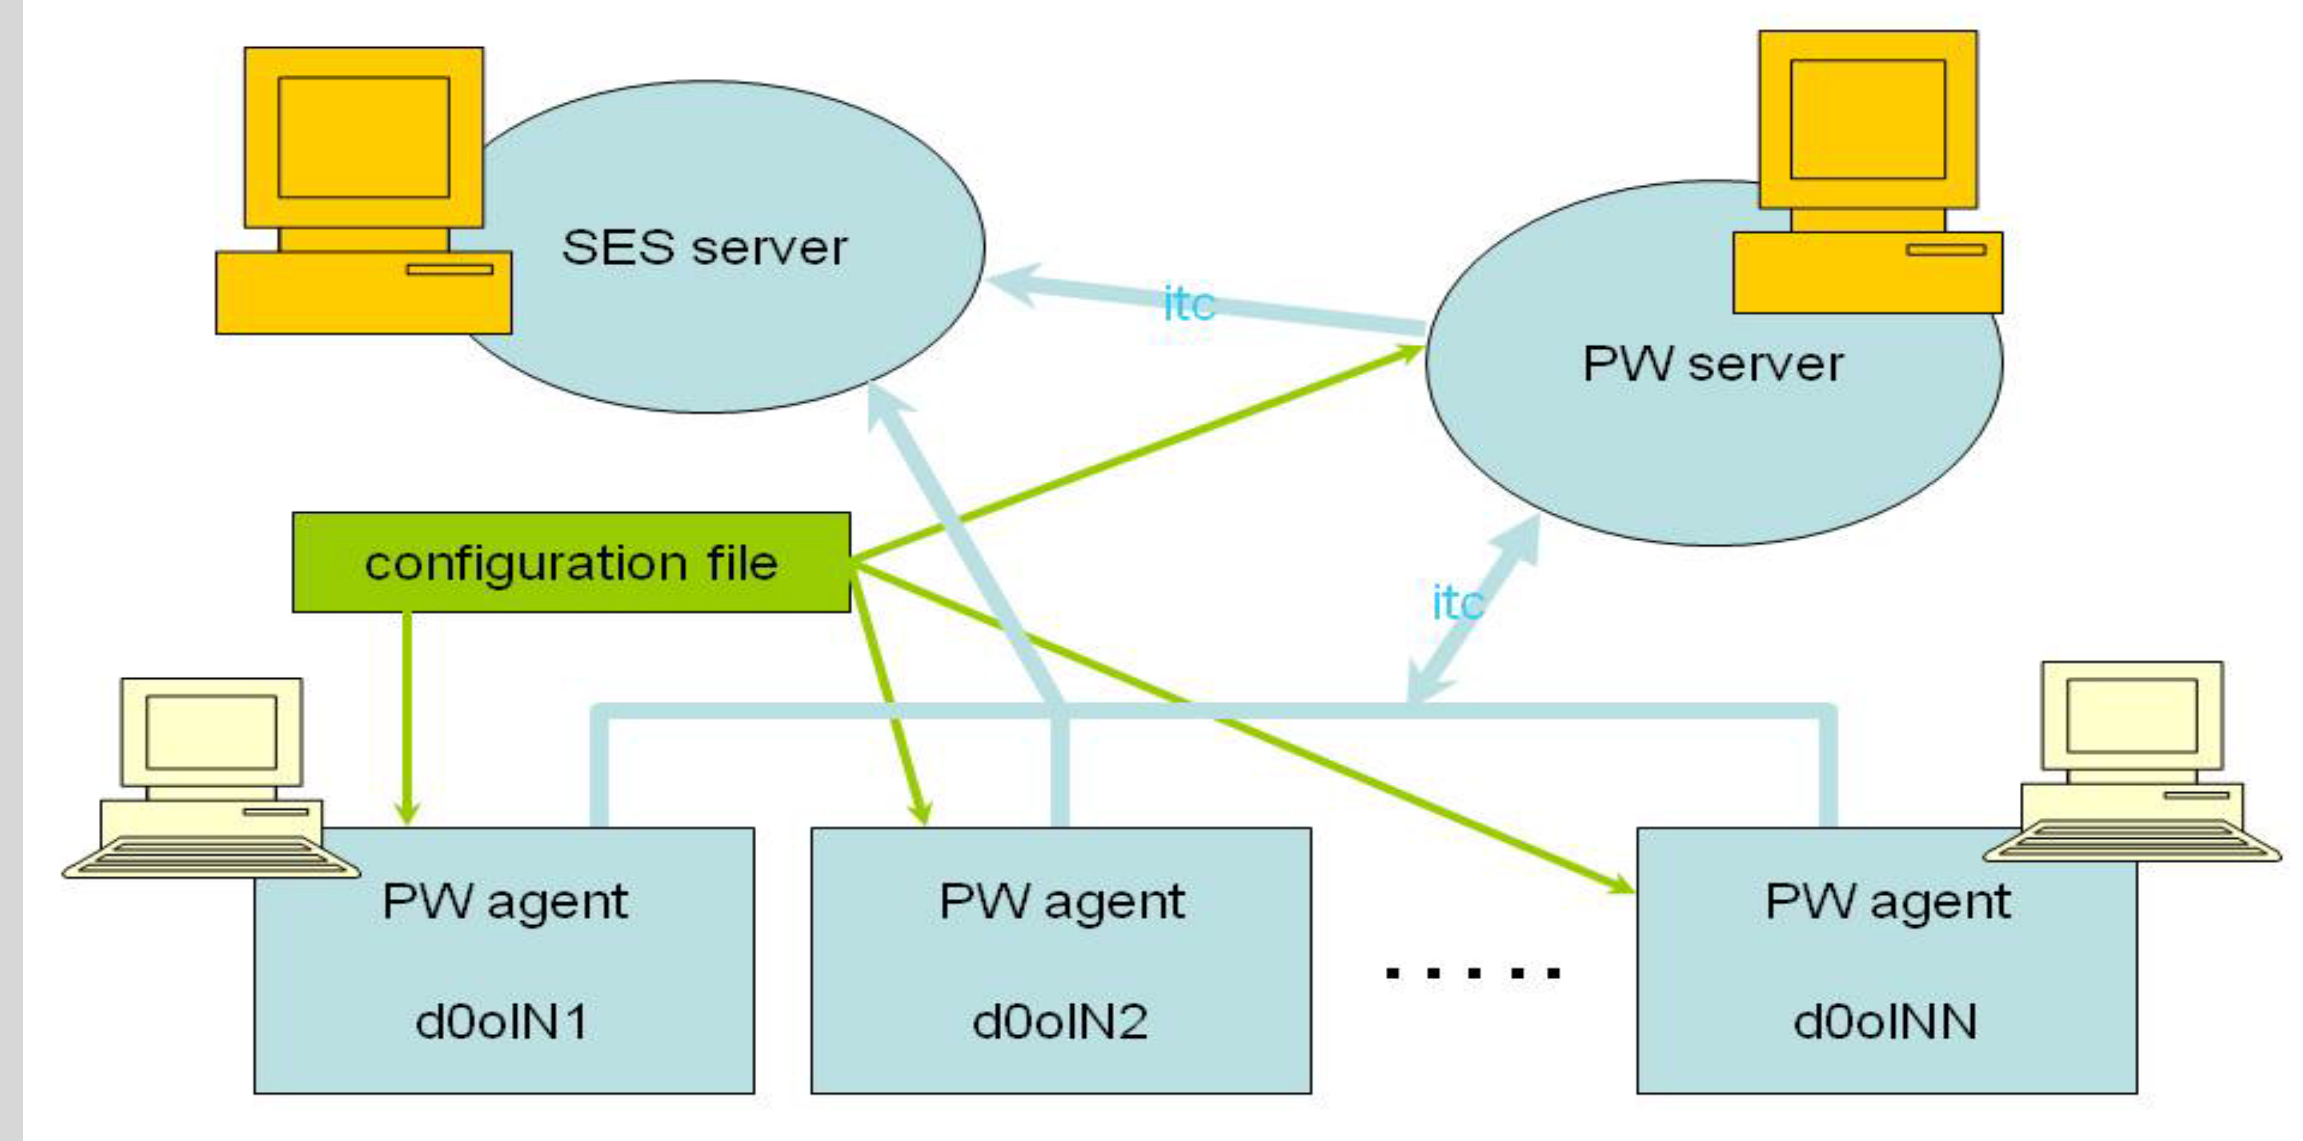 SES server
itc
PW server
configuration file
itc
PW agent
d0olN1
PW agent
d0olN2
.....
PW agent
d0olNN